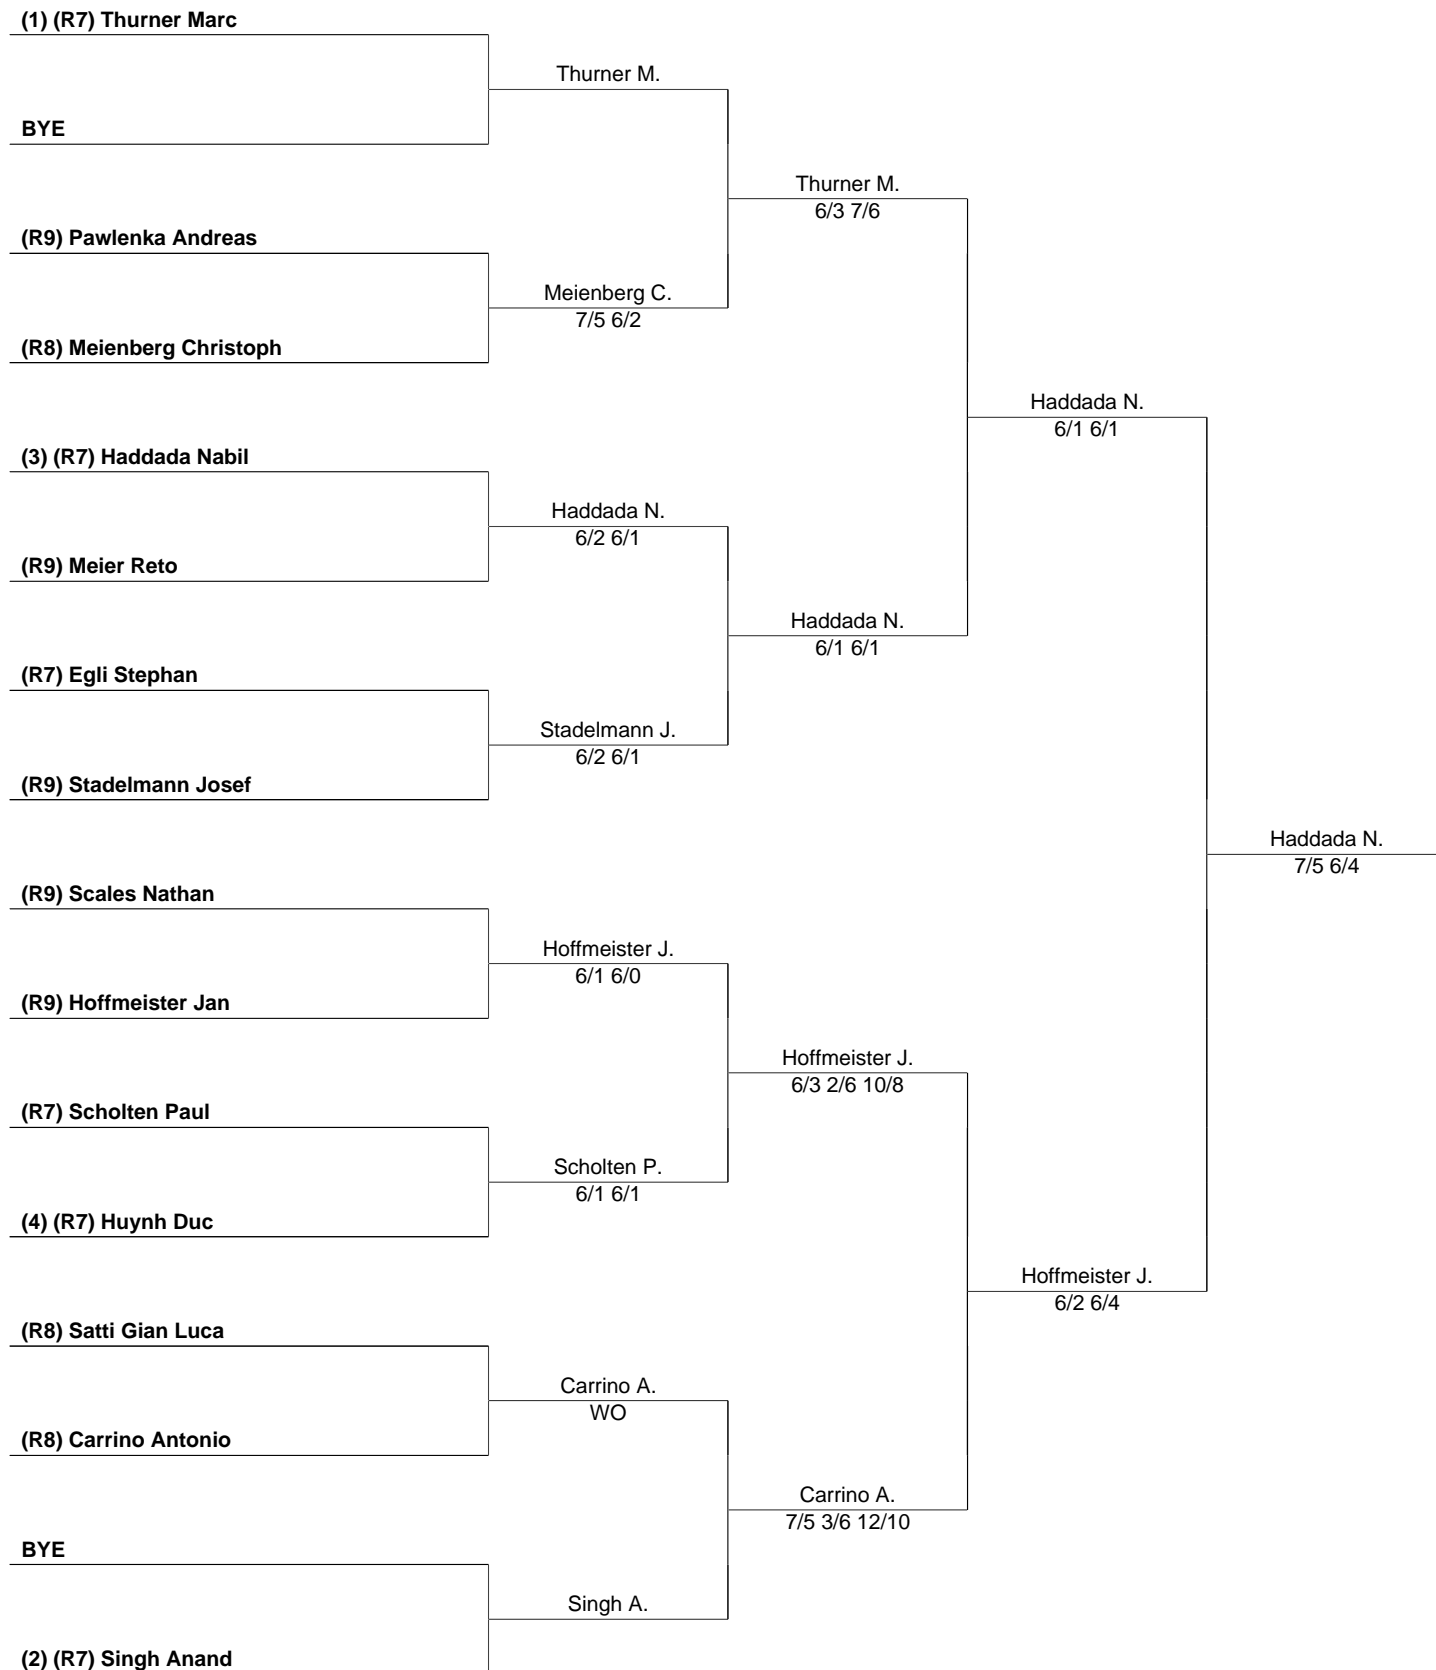 (1) (R7) Thurner Marc
Thurner M.
BYE
Thurner M.
6/3 7/6
(R9) Pawlenka Andreas
Meienberg C.
7/5 6/2
(R8) Meienberg Christoph
Haddada N.
6/1 6/1
(3) (R7) Haddada Nabil
Haddada N.
6/2 6/1
(R9) Meier Reto
Haddada N.
6/1 6/1
(R7) Egli Stephan
Stadelmann J.
6/2 6/1
(R9) Stadelmann Josef
Haddada N.
7/5 6/4
(R9) Scales Nathan
Hoffmeister J.
6/1 6/0
(R9) Hoffmeister Jan
Hoffmeister J.
6/3 2/6 10/8
(R7) Scholten Paul
Scholten P.
6/1 6/1
(4) (R7) Huynh Duc
Hoffmeister J.
6/2 6/4
(R8) Satti Gian Luca
Carrino A.
WO
(R8) Carrino Antonio
Carrino A.
7/5 3/6 12/10
BYE
Singh A.
(2) (R7) Singh Anand